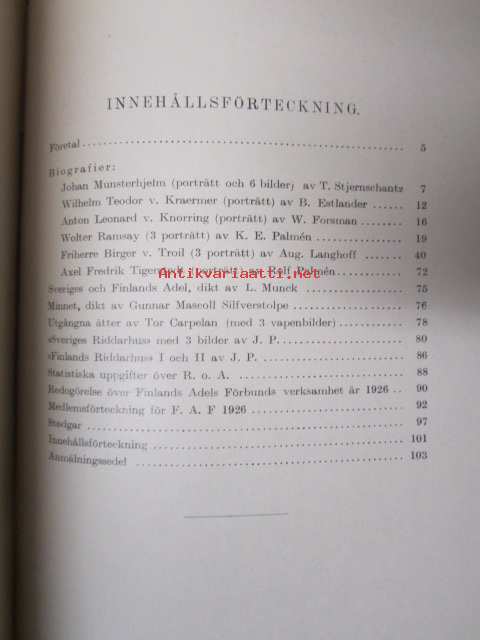 INNEHÅLLSFÖRTECKNING.
Företal 5
Biografier:
Johan Munsterhjelm (porträtt och 6 bilder) av T. Stjernschantz 7
Wilhelm Teodor v. Kraemer (porträtt) av B. Estlander 12
Anton Leonard v. Knorring (porträtt) av W. Forsman 16
Wolter Ramsay (3 porträtt) av K. E. Palmén 19
Friherre Birger v. Troil (3 porträtt) av Aug. Langhoff 40
Axel Fredrik (porträtt) av Rolf Palmén 72
Antikvariaatti.net
Sveriges och Finlands Adel, dikt av L. Munck 75
Minnet, dikt av Gunnar Mascoll Silfverstolpe 76
Utgångna ätter av Tor Carpelan (med 3 vapenbilder) 78
«Sveriges Riddarhus» med 3 bilder av J. P. 80
«Finlands Riddarhus» I och II av J. P. 86
Statistiska uppgifter över R. o. A. 88
Redogörelse över Finlands Adels Förbunds verksamhet år 1926 90
Medlemsförteckning för F. A. F 1926 92
Stadgar 97
Innehållsförteckning 101
Anmälningssedel 103